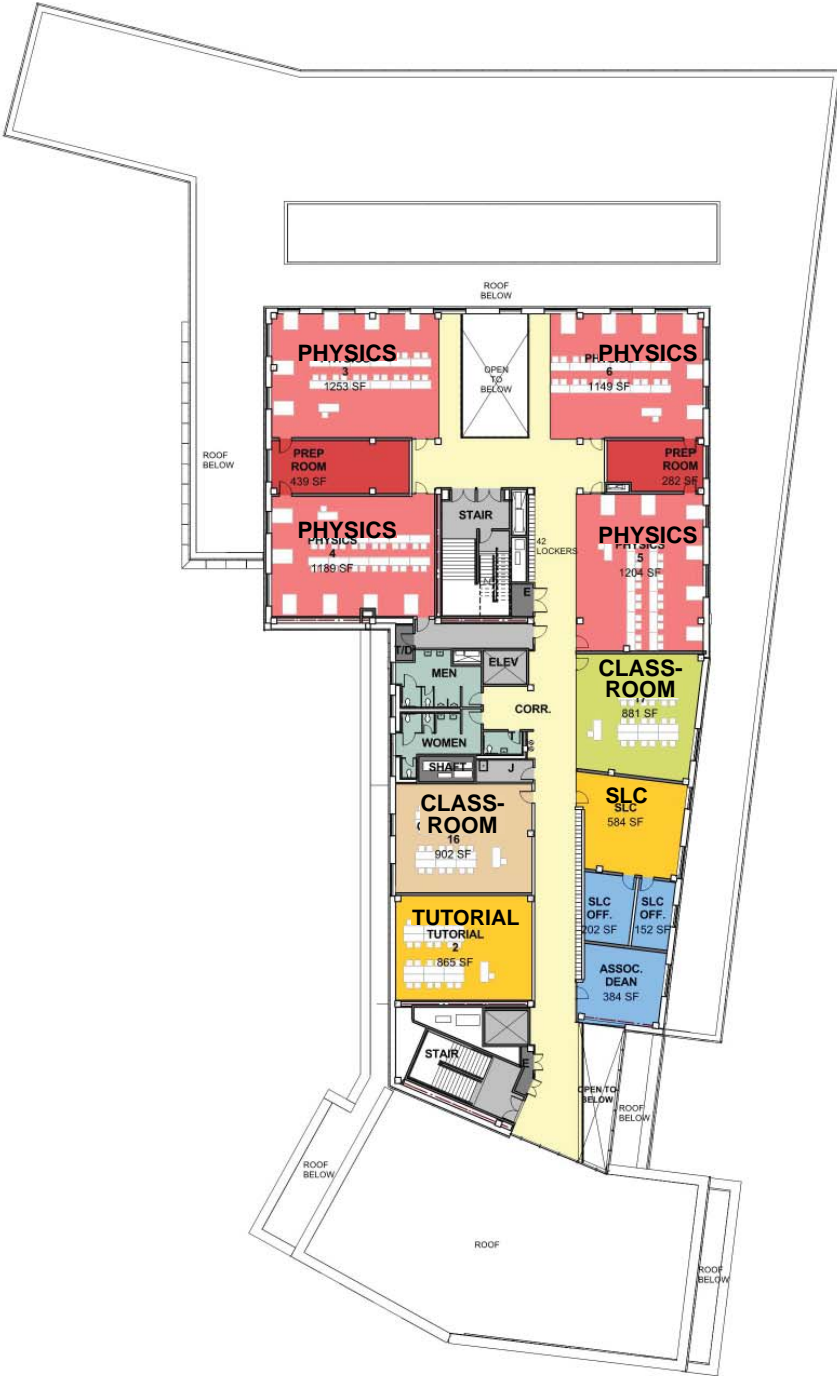 ROOF
BELOW
PHYSICS
3
1253 SF
OPEN
TO
BELOW
PHYSICS
6
1149 SF
ROOF
BELOW
PREP
ROOM
439 SF
PREP
ROOM
282 SF
PHYSICS
PHYSICS
4
1189 SF
STAIR
42
LOCKERS
E
PHYSICS
PHYSICS
5
1204 SF
T/D
MEN
ELEV
CORR.
WOMEN
SHAFT
J
CLASS-
ROOM
881 SF
CLASS-
ROOM
16
902 SF
SLC
SLC
584 SF
SLC
OFF.
202 SF
SLC
OFF.
152 SF
TUTORIAL
TUTORIAL
2
865 SF
ASSOC.
DEAN
384 SF
STAIR
E
OPEN TO
BELOW
ROOF
BELOW
ROOF
BELOW
ROOF
ROOF
BELOW